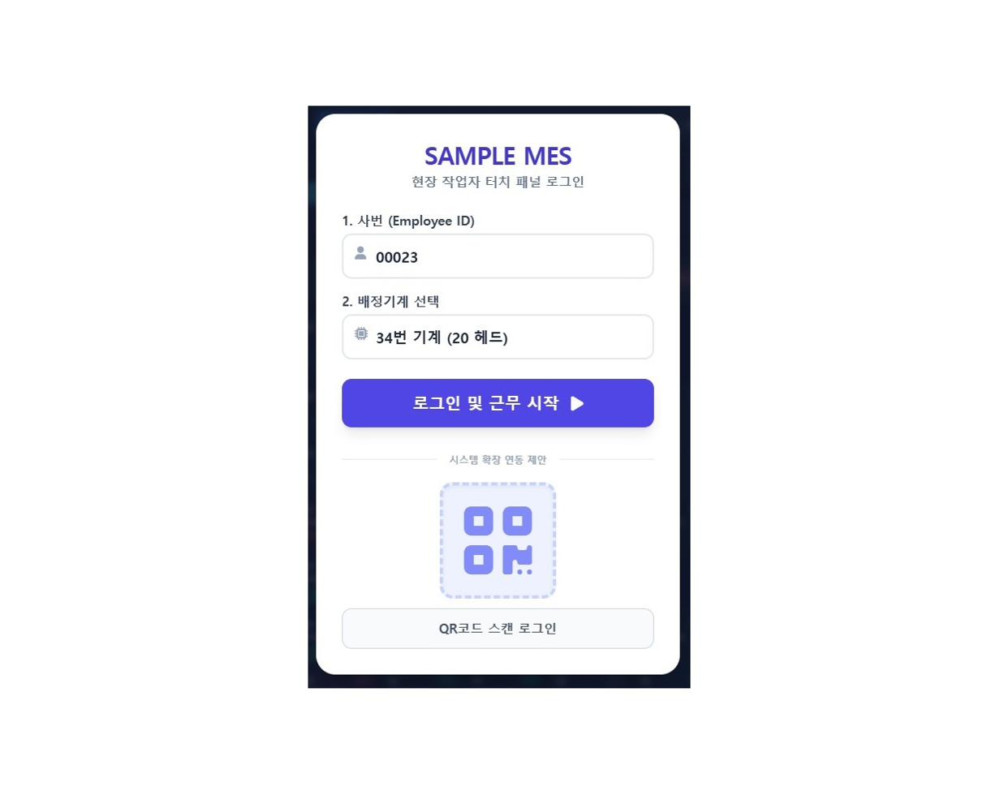 SAMPLE MES
현장 작업자 터치 패널 로그인
1. 사번 (Employee ID)
00023
2. 배정기계 선택
34번 기계 (20 헤드)
로그인 및 근무 시작
시스템 확장 연동 제안
QR코드 스캔 로그인